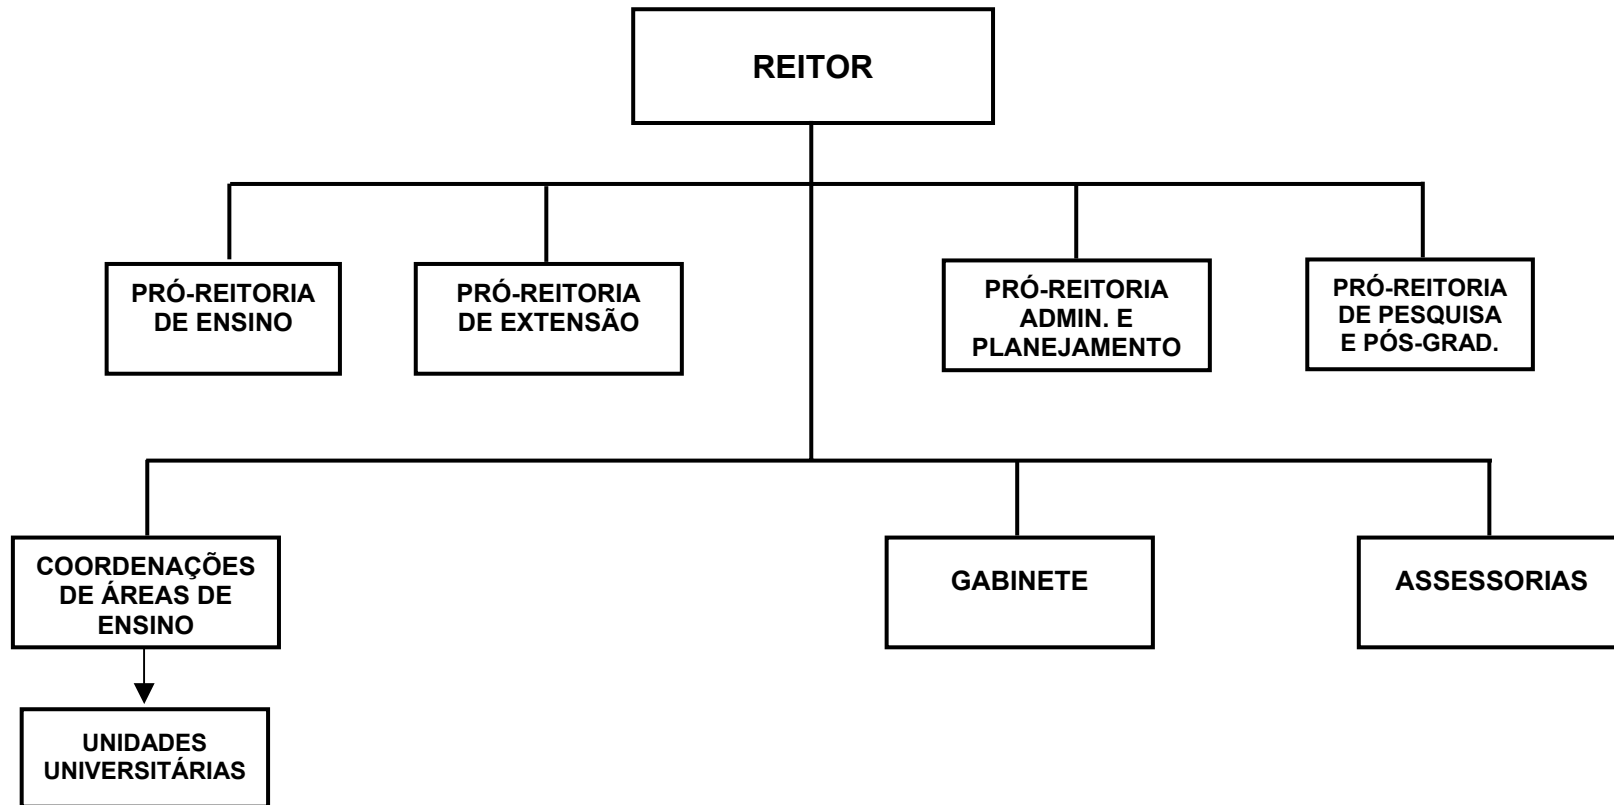 REITOR
PRÓ-REITORIA
DE ENSINO
PRÓ-REITORIA
DE EXTENSÃO
PRÓ-REITORIA
ADMIN. E
PLANEJAMENTO
PRÓ-REITORIA
DE PESQUISA
E PÓS-GRAD.
COORDENAÇÕES
DE ÁREAS DE
ENSINO
GABINETE
ASSESSORIAS
UNIDADES
UNIVERSITÁRIAS